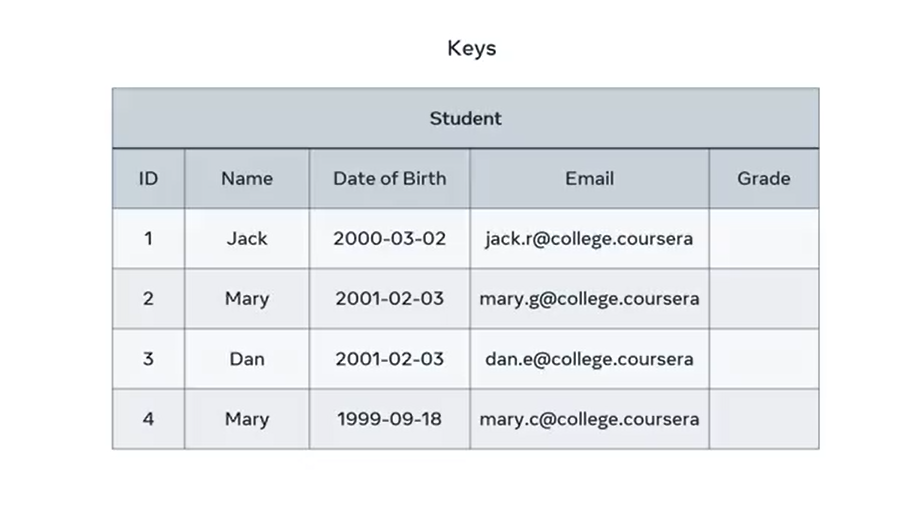 Keys
Student
ID Name Date of Birth Email Grade
1 Jack 2000-03-02 jack.r@college.coursera
2 Mary 2001-02-03 mary.g@college.coursera
3 Dan 2001-02-03 dan.e@college.coursera
4 Mary 1999-09-18 mary.c@college.coursera